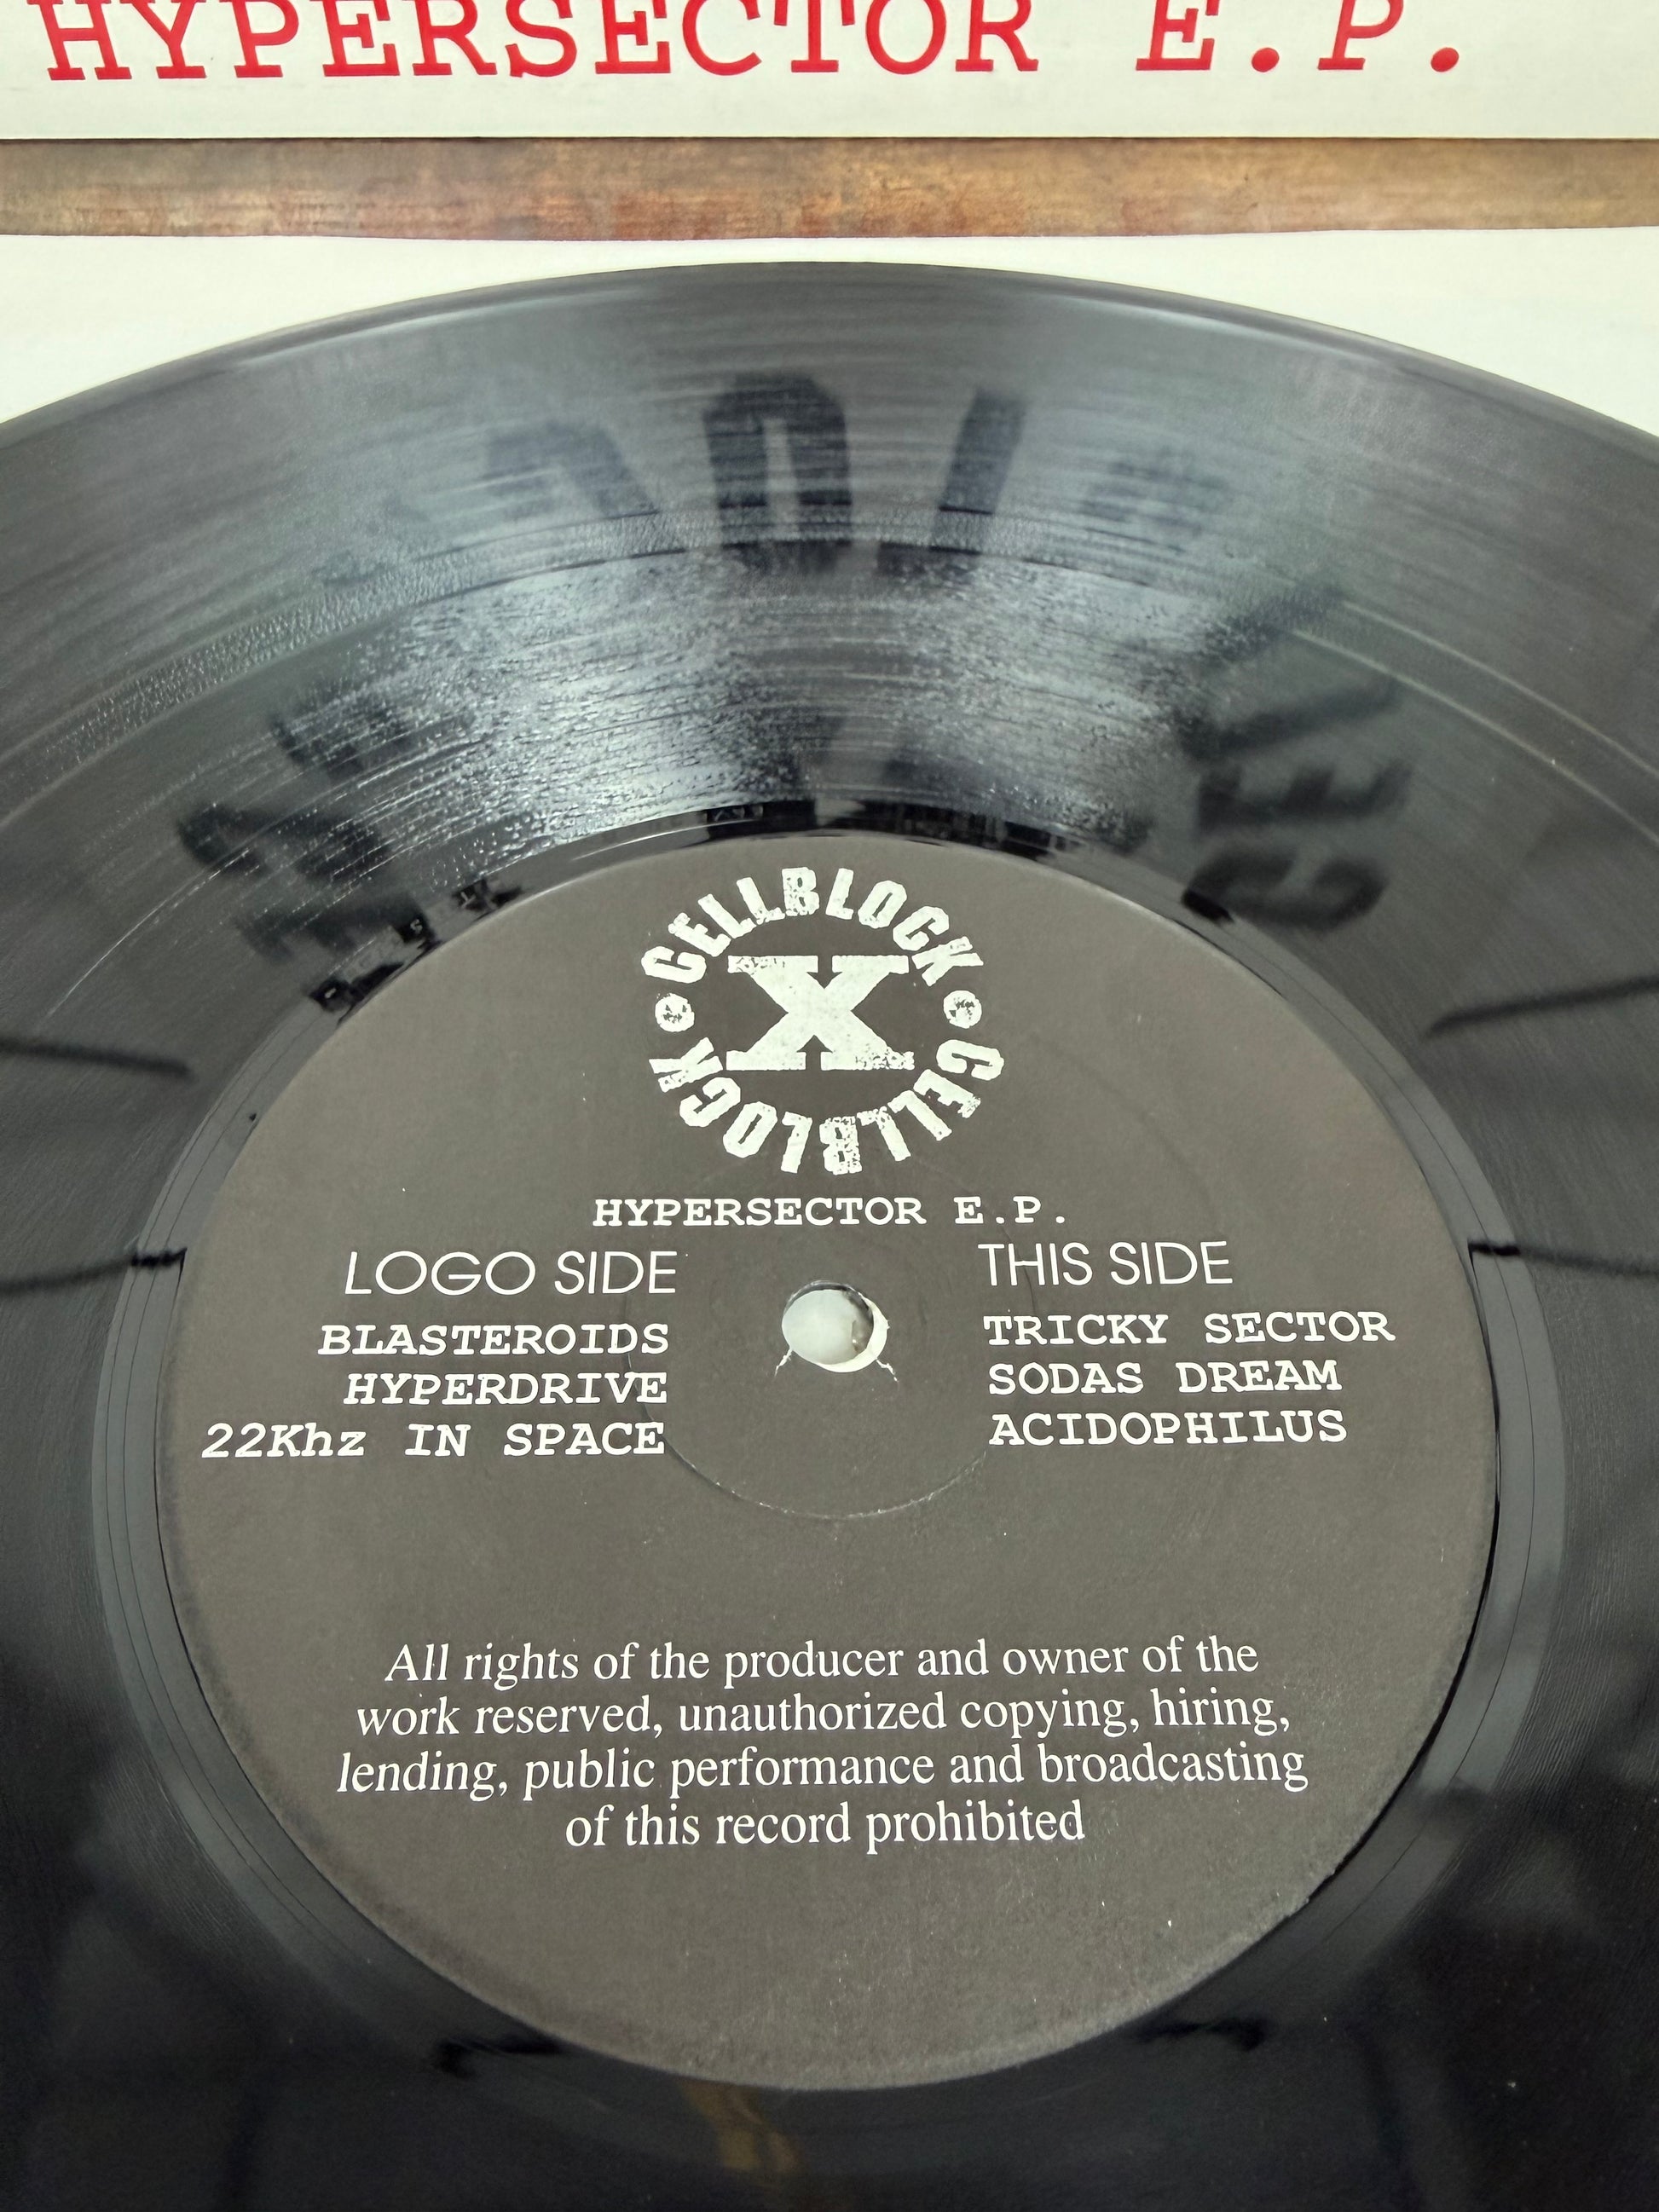 HYPERSECTOR E.P.
CELLBLOCK
X
CELLBLOCK
HYPERSECTOR E.P.
LOGO SIDE
BLASTEROIDS
HYPERDRIVE
22Khz IN SPACE
THIS SIDE
TRICKY SECTOR
SODAS DREAM
ACIDOPHILUS
All rights of the producer and owner of the
work reserved, unauthorized copying, hiring,
lending, public performance and broadcasting
of this record prohibited